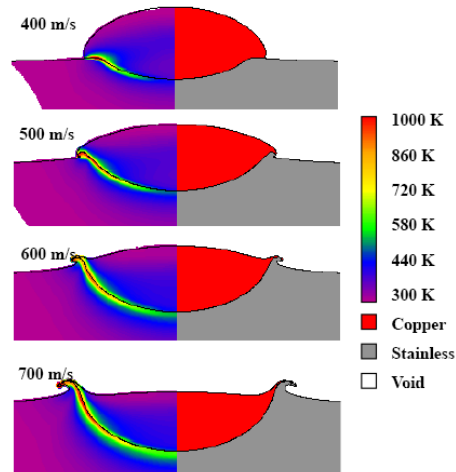 400 m/s
500 m/s
600 m/s
700 m/s
1000 K
860 K
720 K
580 K
440 K
300 K
Copper
Stainless
Void